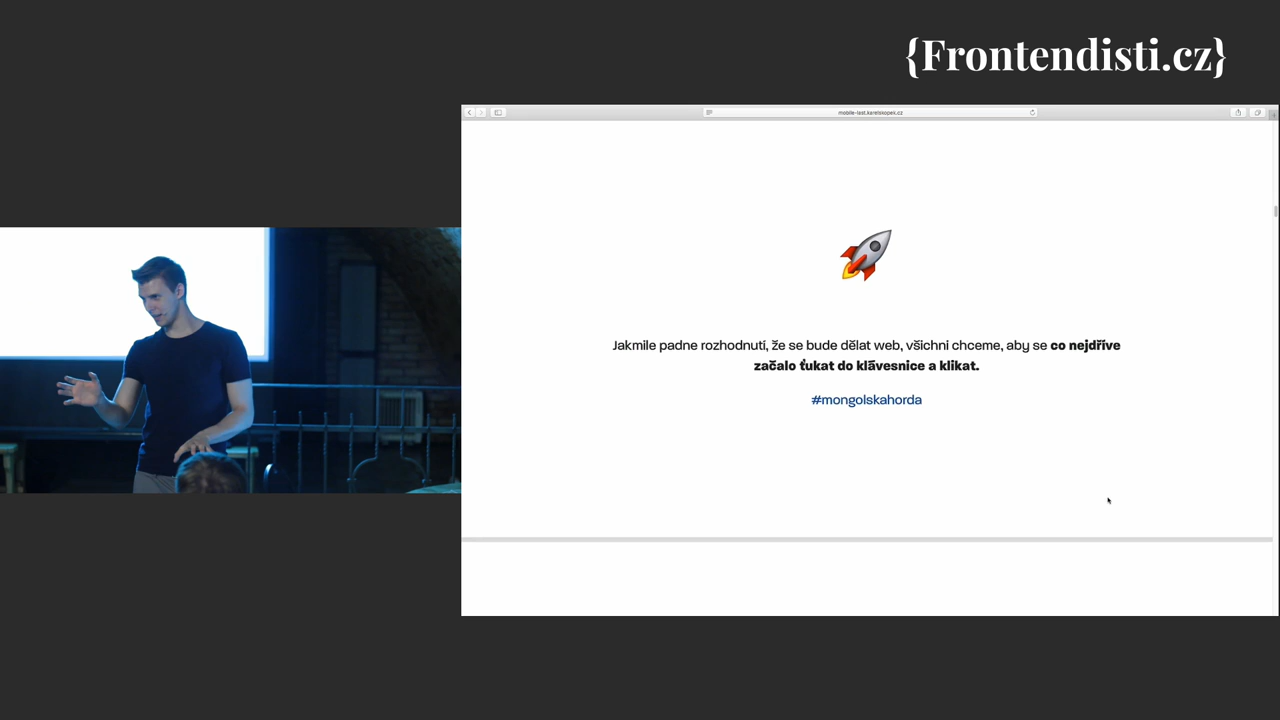 {Frontendisti.cz}
mobile-last.karelskopek.cz
Jakmile padne rozhodnutí, že se bude dělat web, všichni chceme, aby se co nejdříve
začalo ťukat do klávesnice a klikat.
#mongolskahorda